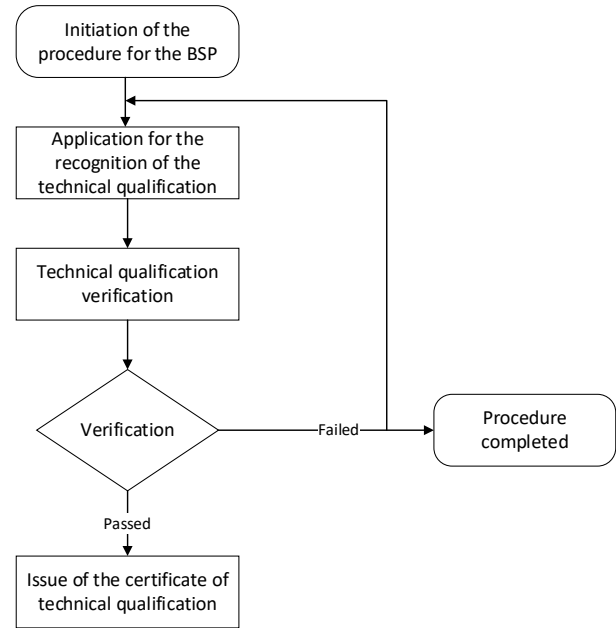 Initiation of the
procedure for the BSP
Application for the
recognition of the
technical qualification
Technical qualification
verification
Verification
Failed
Procedure
completed
Passed
Issue of the certificate of
technical qualification